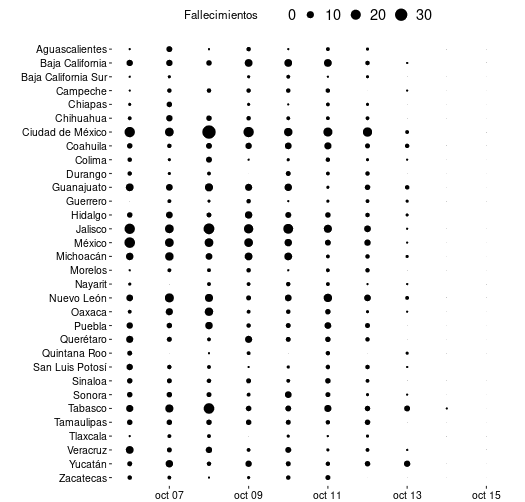 Fallecimientos 0 10 20 30
Aguascalientes
Baja California
Baja California Sur
Campeche
Chiapas
Chihuahua
Ciudad de México
Coahuila
Colima
Durango
Guanajuato
Guerrero
Hidalgo
Jalisco
México
Michoacán
Morelos
Nayarit
Nuevo León
Oaxaca
Puebla
Querétaro
Quintana Roo
San Luis Potosí
Sinaloa
Sonora
Tabasco
Tamaulipas
Tlaxcala
Veracruz
Yucatán
Zacatecas
oct 07 oct 09 oct 11 oct 13 oct 15